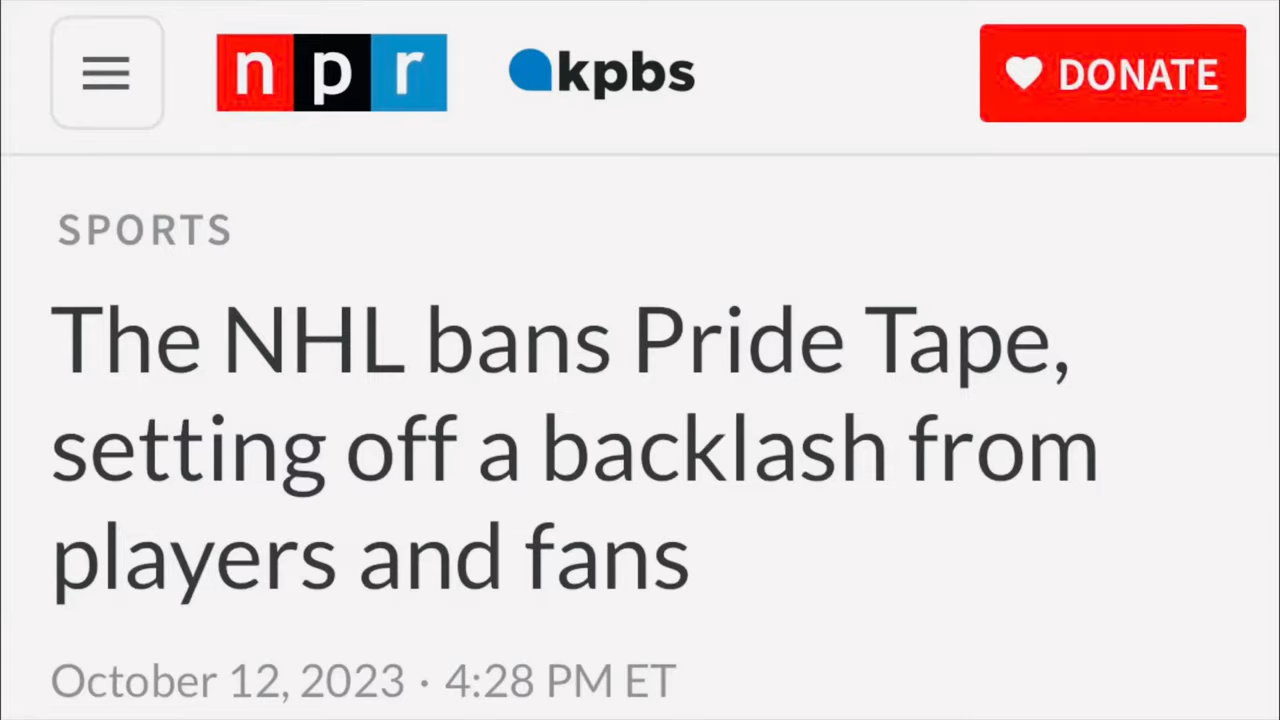 npr kpbs DONATE
SPORTS
The NHL bans Pride Tape,
setting off a backlash from
players and fans
October 12, 2023 · 4:28 PM ET